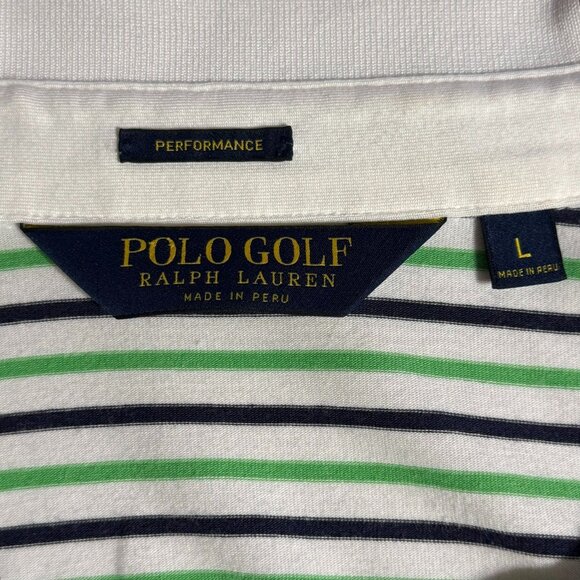 PERFORMANCE
POLO GOLF
RALPH LAUREN
MADE IN PERU
L
MADE IN PERU